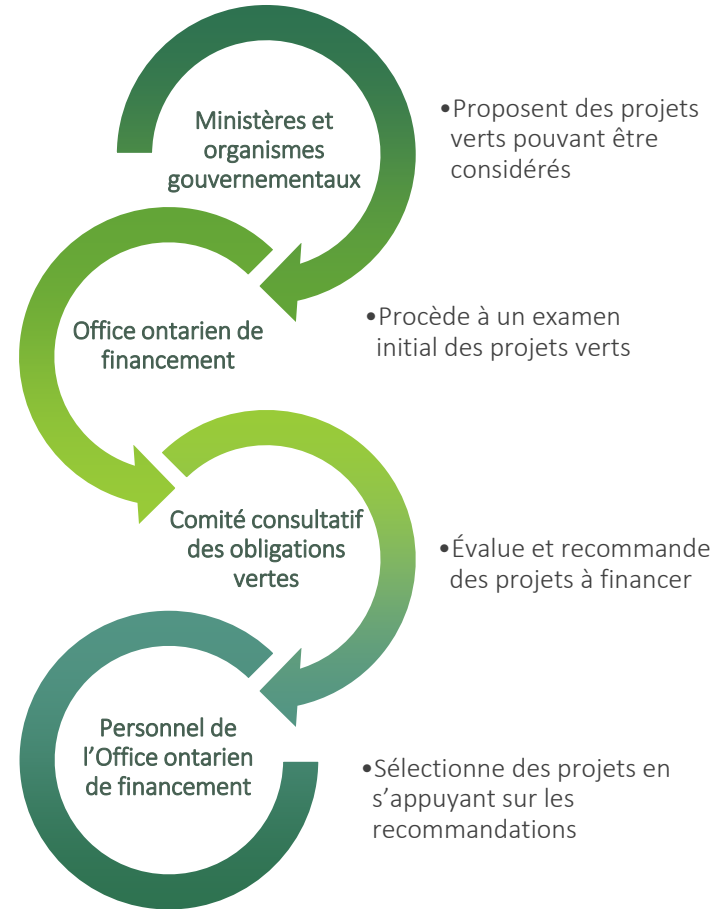 Ministères et
organismes
gouvernementaux
•Proposent des projets
verts pouvant être
considérés
Office ontarien de
financement
•Procède à un examen
initial des projets verts
Comité consultatif
des obligations
vertes
•Évalue et recommande
des projets à financer
Personnel de
l’Office ontarien
de financement
•Sélectionne des projets en
s’appuyant sur les
recommandations